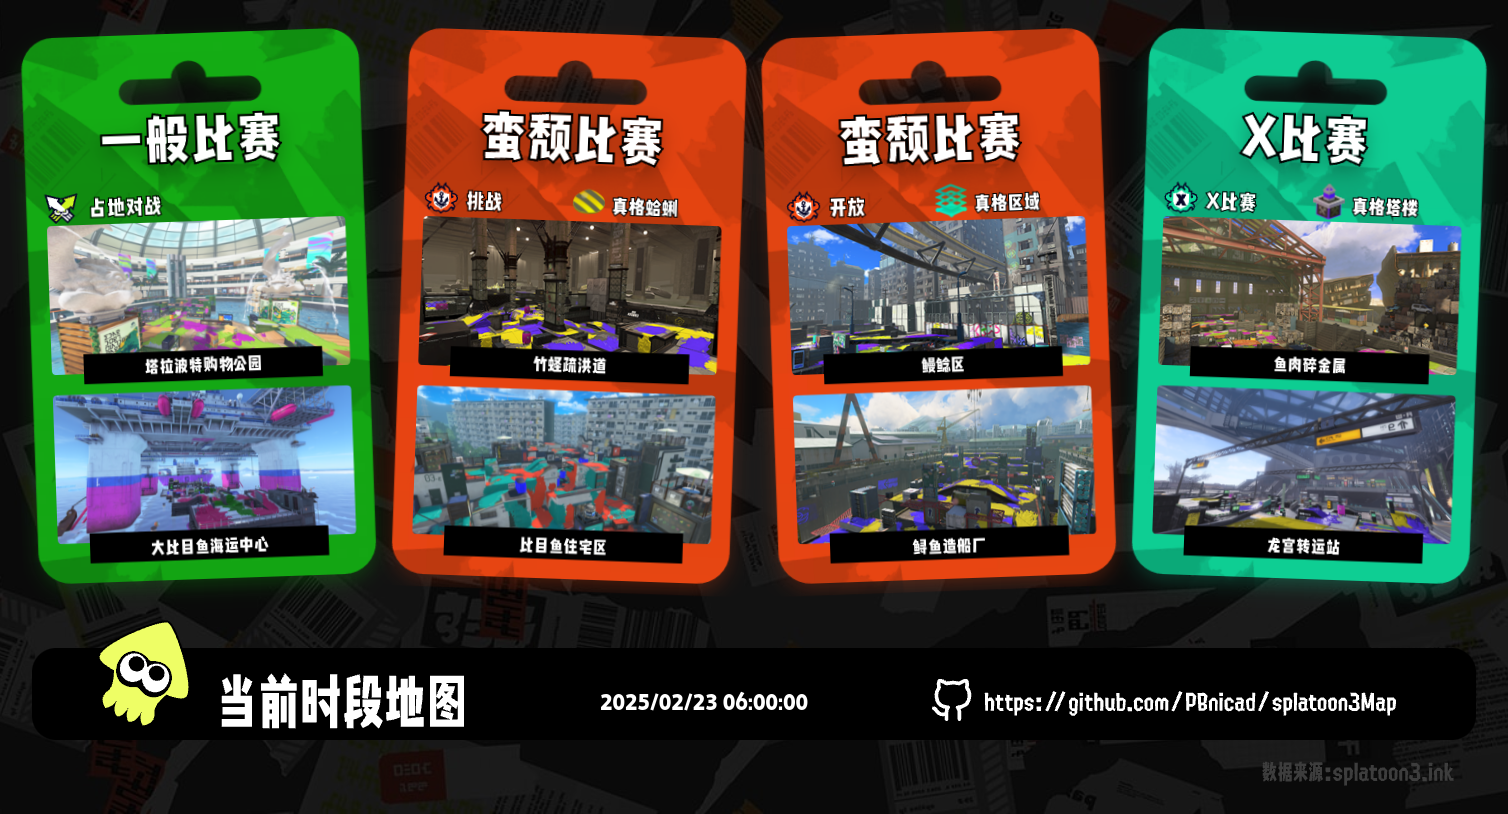 一般比赛
占地对战
塔拉波特购物公园
大比目鱼海运中心
蛮颓比赛
挑战
真格蛤蜊
竹蛏疏洪道
比目鱼住宅区
蛮颓比赛
开放
真格区域
鳗鲶区
鲟鱼造船厂
X比赛
X比赛
真格塔楼
鱼肉碎金属
龙宫转运站
当前时段地图
2025/02/23 06:00:00
https://github.com/PBnicad/splatoon3Map
数据来源:splatoon3.ink